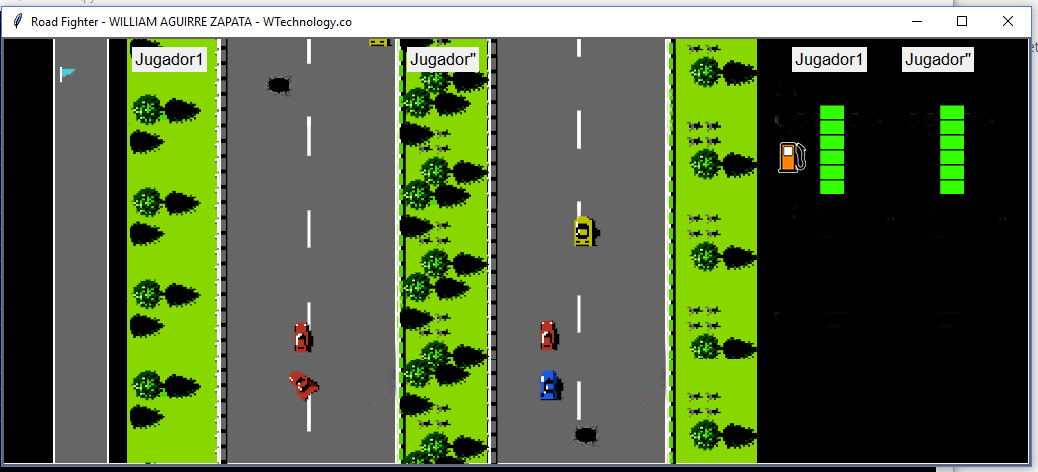 Road Fighter - WILLIAM AGUIRRE ZAPATA - WTechnology.co
Jugador1
Jugador"
Jugador1
Jugador"